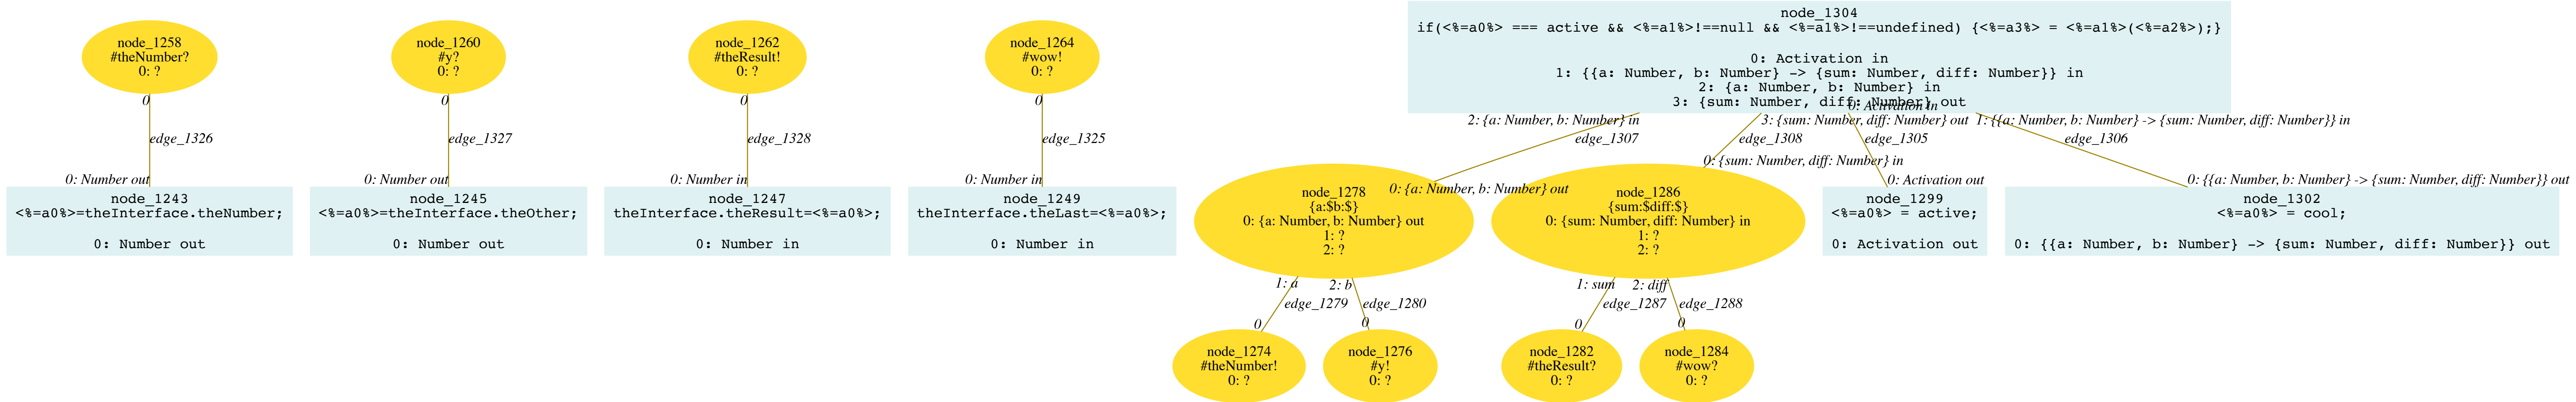 node_1258
#theNumber?
0: ?
node_1260
#y?
0: ?
node_1262
#theResult!
0: ?
node_1264
#wow!
0: ?
node_1304
if(<%=a0%> === active && <%=a1%>!==null && <%=a1%>!==undefined) {<%=a3%> = <%=a1%>(<%=a2%>);}
0: Activation in
1: {{a: Number, b: Number} -> {sum: Number, diff: Number}} in
2: {a: Number, b: Number} in
3: {sum: Number, diff: Number} out
0
edge_1326
0: Number out
0
edge_1327
0: Number out
0
edge_1328
0: Number in
0
edge_1325
0: Number in
2: {a: Number, b: Number} in
edge_1307
0: {a: Number, b: Number} out
3: {sum: Number, diff: Number} out
edge_1308
0: {sum: Number, diff: Number} in
0: Activation in
edge_1305
0: Activation out
1: {{a: Number, b: Number} -> {sum: Number, diff: Number}} in
edge_1306
0: {{a: Number, b: Number} -> {sum: Number, diff: Number}} out
node_1243
<%=a0%>=theInterface.theNumber;
0: Number out
node_1245
<%=a0%>=theInterface.theOther;
0: Number out
node_1247
theInterface.theResult=<%=a0%>;
0: Number in
node_1249
theInterface.theLast=<%=a0%>;
0: Number in
node_1278
{a:$b:$}
0: {a: Number, b: Number} out
1: ?
2: ?
node_1286
{sum:$diff:$}
0: {sum: Number, diff: Number} in
1: ?
2: ?
node_1299
<%=a0%> = active;
0: Activation out
node_1302
<%=a0%> = cool;
0: {{a: Number, b: Number} -> {sum: Number, diff: Number}} out
1: a
edge_1279
0
2: b
edge_1280
0
1: sum
edge_1287
0
2: diff
edge_1288
0
node_1274
#theNumber!
0: ?
node_1276
#y!
0: ?
node_1282
#theResult?
0: ?
node_1284
#wow?
0: ?